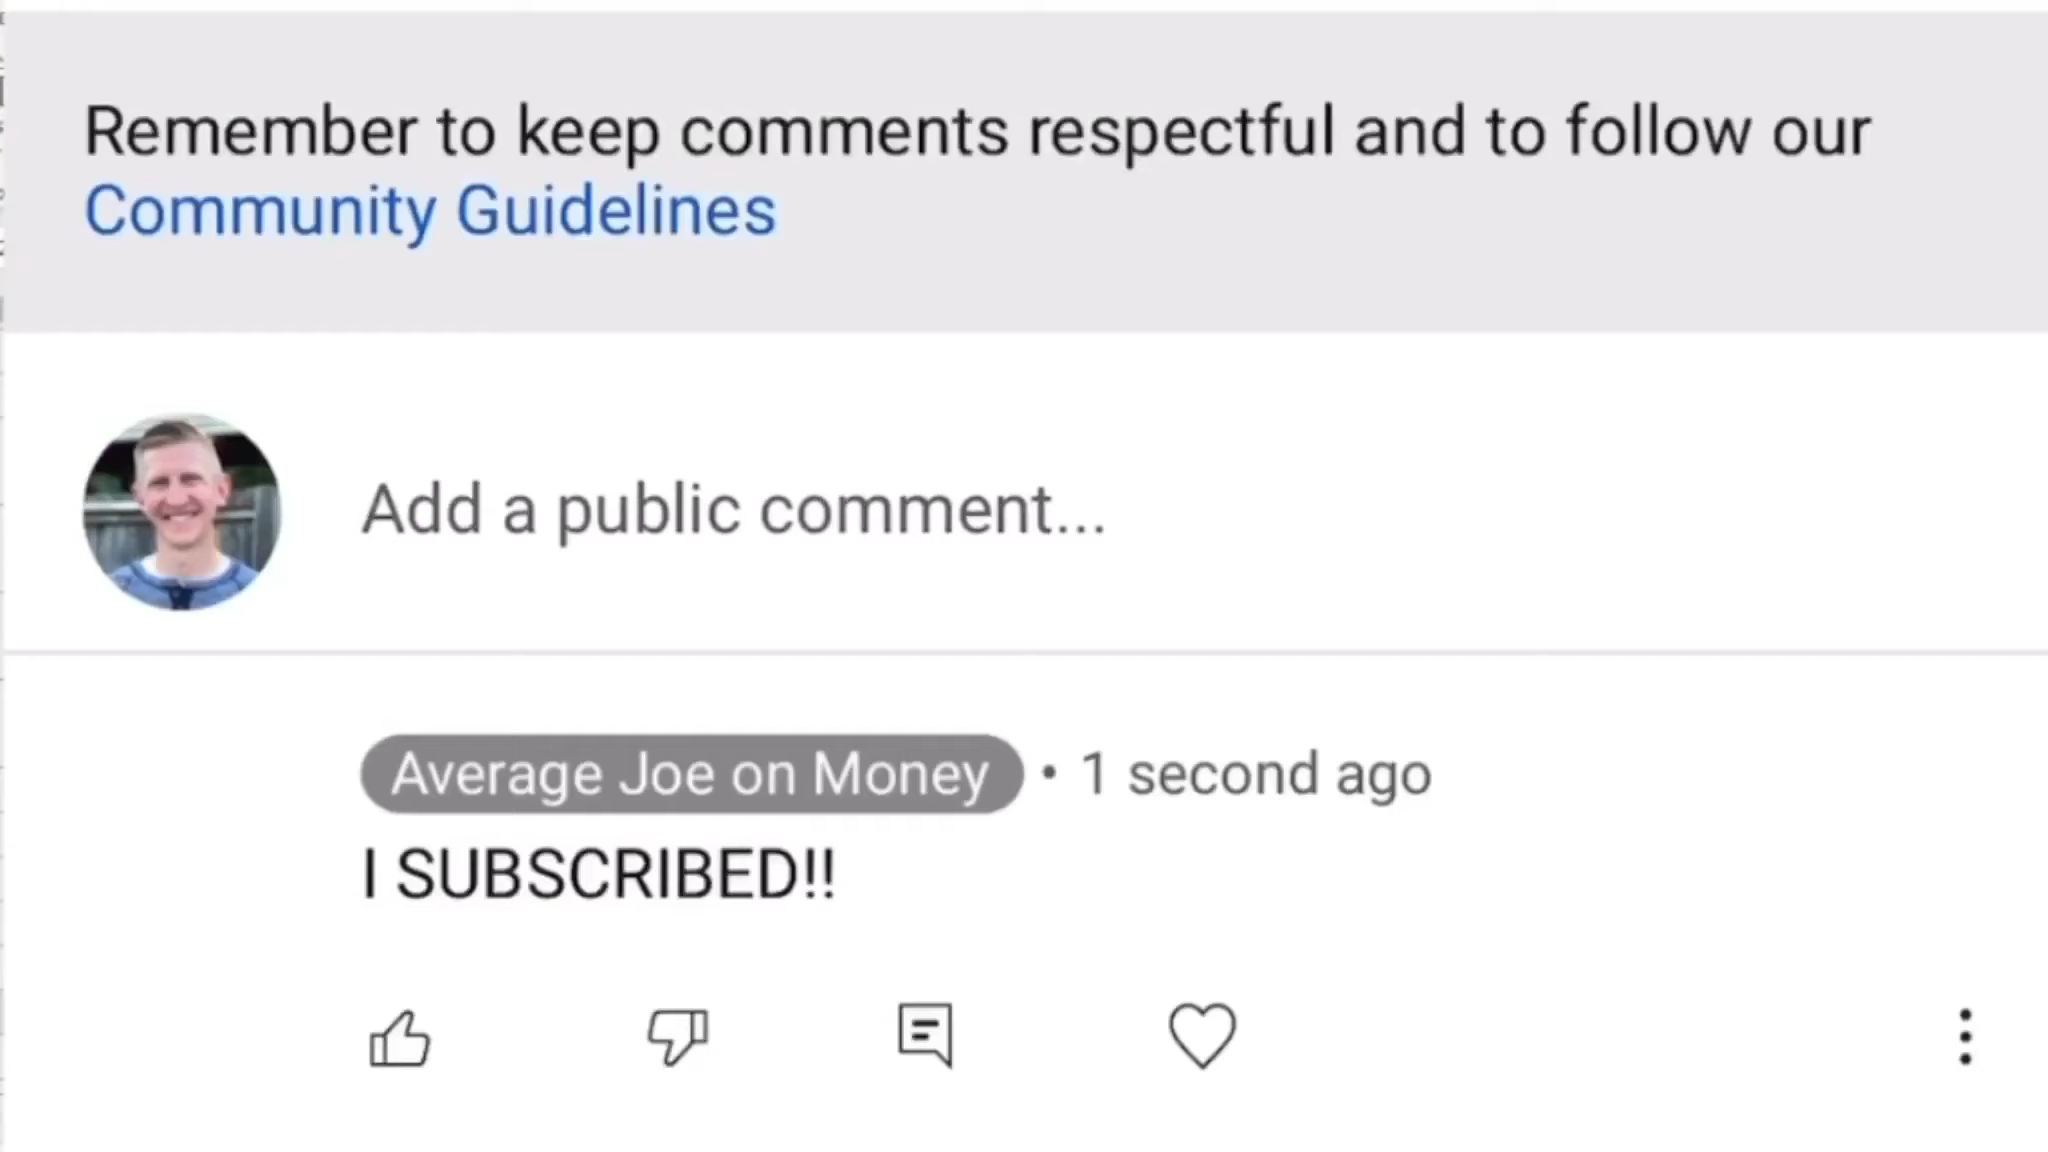 Remember to keep comments respectful and to follow our
Community Guidelines
Add a public comment...
Average Joe on Money • 1 second ago
I SUBSCRIBED!!